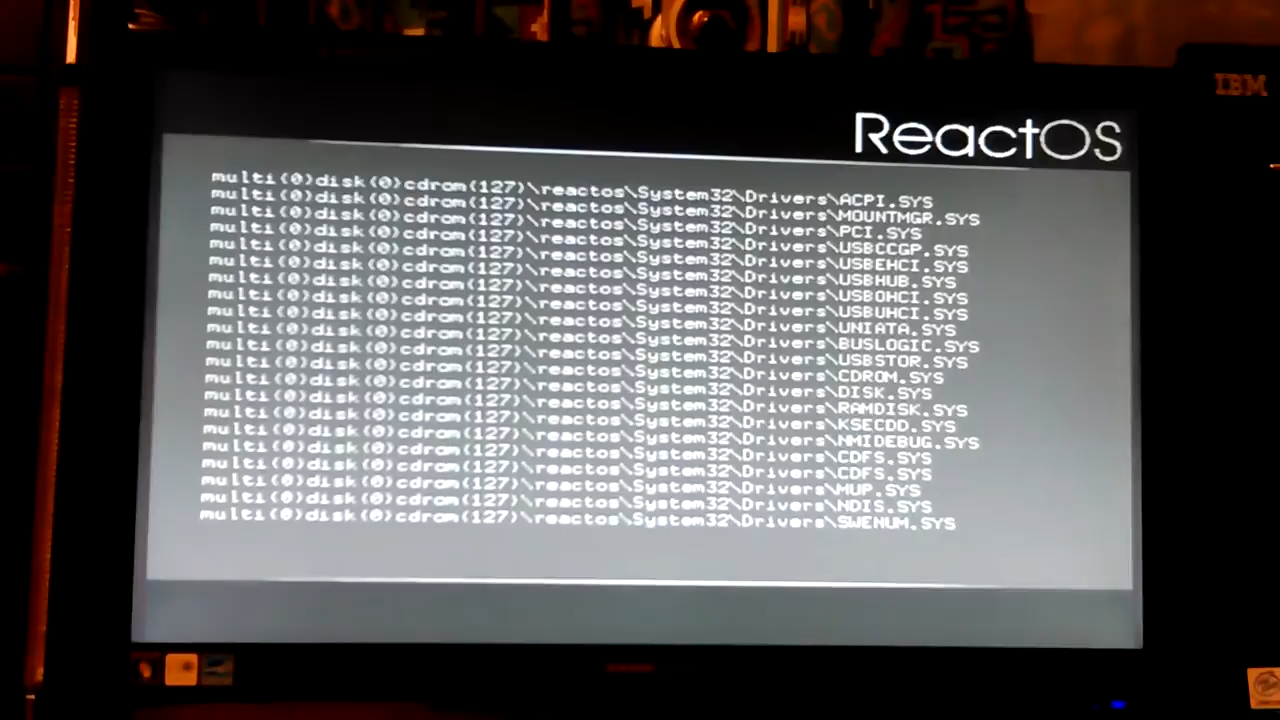 IBM
ReactOS
multi(0)disk(0)cdrom(127)\reactos\System32\Drivers\ACPI.SYS
multi(0)disk(0)cdrom(127)\reactos\System32\Drivers\MOUNTMGR.SYS
multi(0)disk(0)cdrom(127)\reactos\System32\Drivers\PCI.SYS
multi(0)disk(0)cdrom(127)\reactos\System32\Drivers\USBCCGP.SYS
multi(0)disk(0)cdrom(127)\reactos\System32\Drivers\USBEHCI.SYS
multi(0)disk(0)cdrom(127)\reactos\System32\Drivers\USBHUB.SYS
multi(0)disk(0)cdrom(127)\reactos\System32\Drivers\USBOHCI.SYS
multi(0)disk(0)cdrom(127)\reactos\System32\Drivers\USBUHCI.SYS
multi(0)disk(0)cdrom(127)\reactos\System32\Drivers\UNIATA.SYS
multi(0)disk(0)cdrom(127)\reactos\System32\Drivers\BUSLOGIC.SYS
multi(0)disk(0)cdrom(127)\reactos\System32\Drivers\USBSTOR.SYS
multi(0)disk(0)cdrom(127)\reactos\System32\Drivers\CDROM.SYS
multi(0)disk(0)cdrom(127)\reactos\System32\Drivers\DISK.SYS
multi(0)disk(0)cdrom(127)\reactos\System32\Drivers\RAMDISK.SYS
multi(0)disk(0)cdrom(127)\reactos\System32\Drivers\KSECDD.SYS
multi(0)disk(0)cdrom(127)\reactos\System32\Drivers\NMIDEBUG.SYS
multi(0)disk(0)cdrom(127)\reactos\System32\Drivers\CDFS.SYS
multi(0)disk(0)cdrom(127)\reactos\System32\Drivers\CDFS.SYS
multi(0)disk(0)cdrom(127)\reactos\System32\Drivers\MUP.SYS
multi(0)disk(0)cdrom(127)\reactos\System32\Drivers\NDIS.SYS
multi(0)disk(0)cdrom(127)\reactos\System32\Drivers\SWENUM.SYS